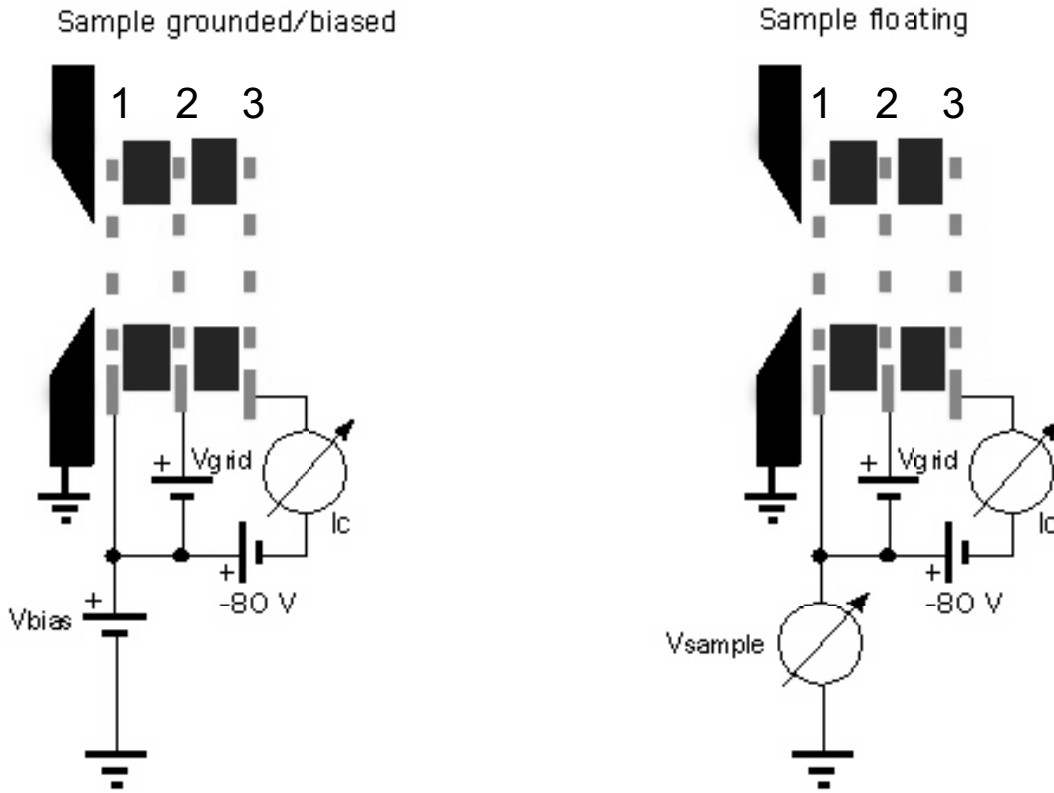 Sample grounded/biased
Sample floating
1 2 3
1 2 3
+ Vgrid
+ Vgrid
Ic
Ic
+
-80 V
+
-80 V
+
Vbias
Vsample